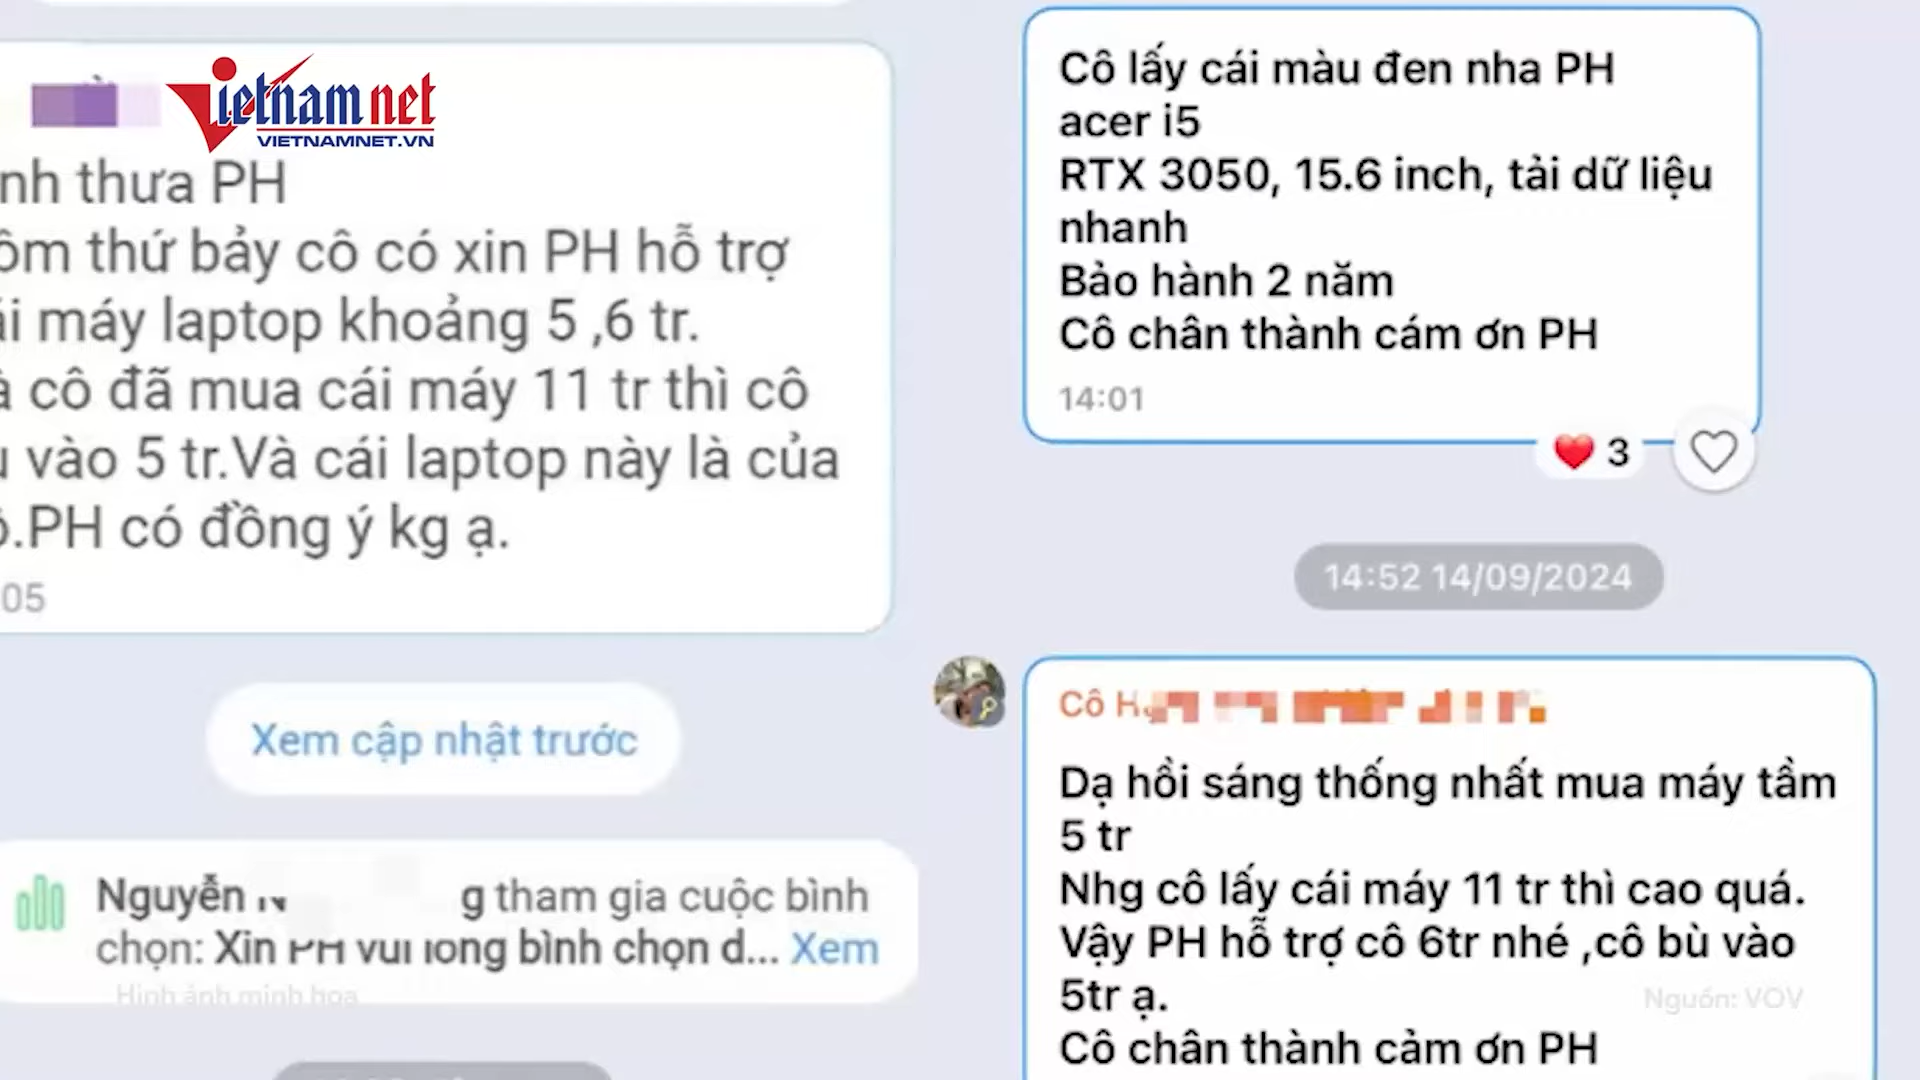 Vietnam net
VIETNAMNET.VN
nh thưa PH
ôm thứ bảy cô có xin PH hỗ trợ
ái máy laptop khoảng 5 ,6 tr.
à cô đã mua cái máy 11 tr thì cô
ù vào 5 tr.Và cái laptop này là của
ô.PH có đồng ý kg ạ.
05
Xem cập nhật trước
Nguyễn g tham gia cuộc bình
chọn: Xin PH vui lòng bình chọn d... Xem
Hình ảnh minh họa
Cô lấy cái màu đen nha PH
acer i5
RTX 3050, 15.6 inch, tải dữ liệu
nhanh
Bảo hành 2 năm
Cô chân thành cám ơn PH
14:01
3
14:52 14/09/2024
Cô H
Dạ hồi sáng thống nhất mua máy tầm
5 tr
Nhg cô lấy cái máy 11 tr thì cao quá.
Vậy PH hỗ trợ cô 6tr nhé ,cô bù vào
5tr ạ.
Cô chân thành cảm ơn PH
Nguồn: VOV